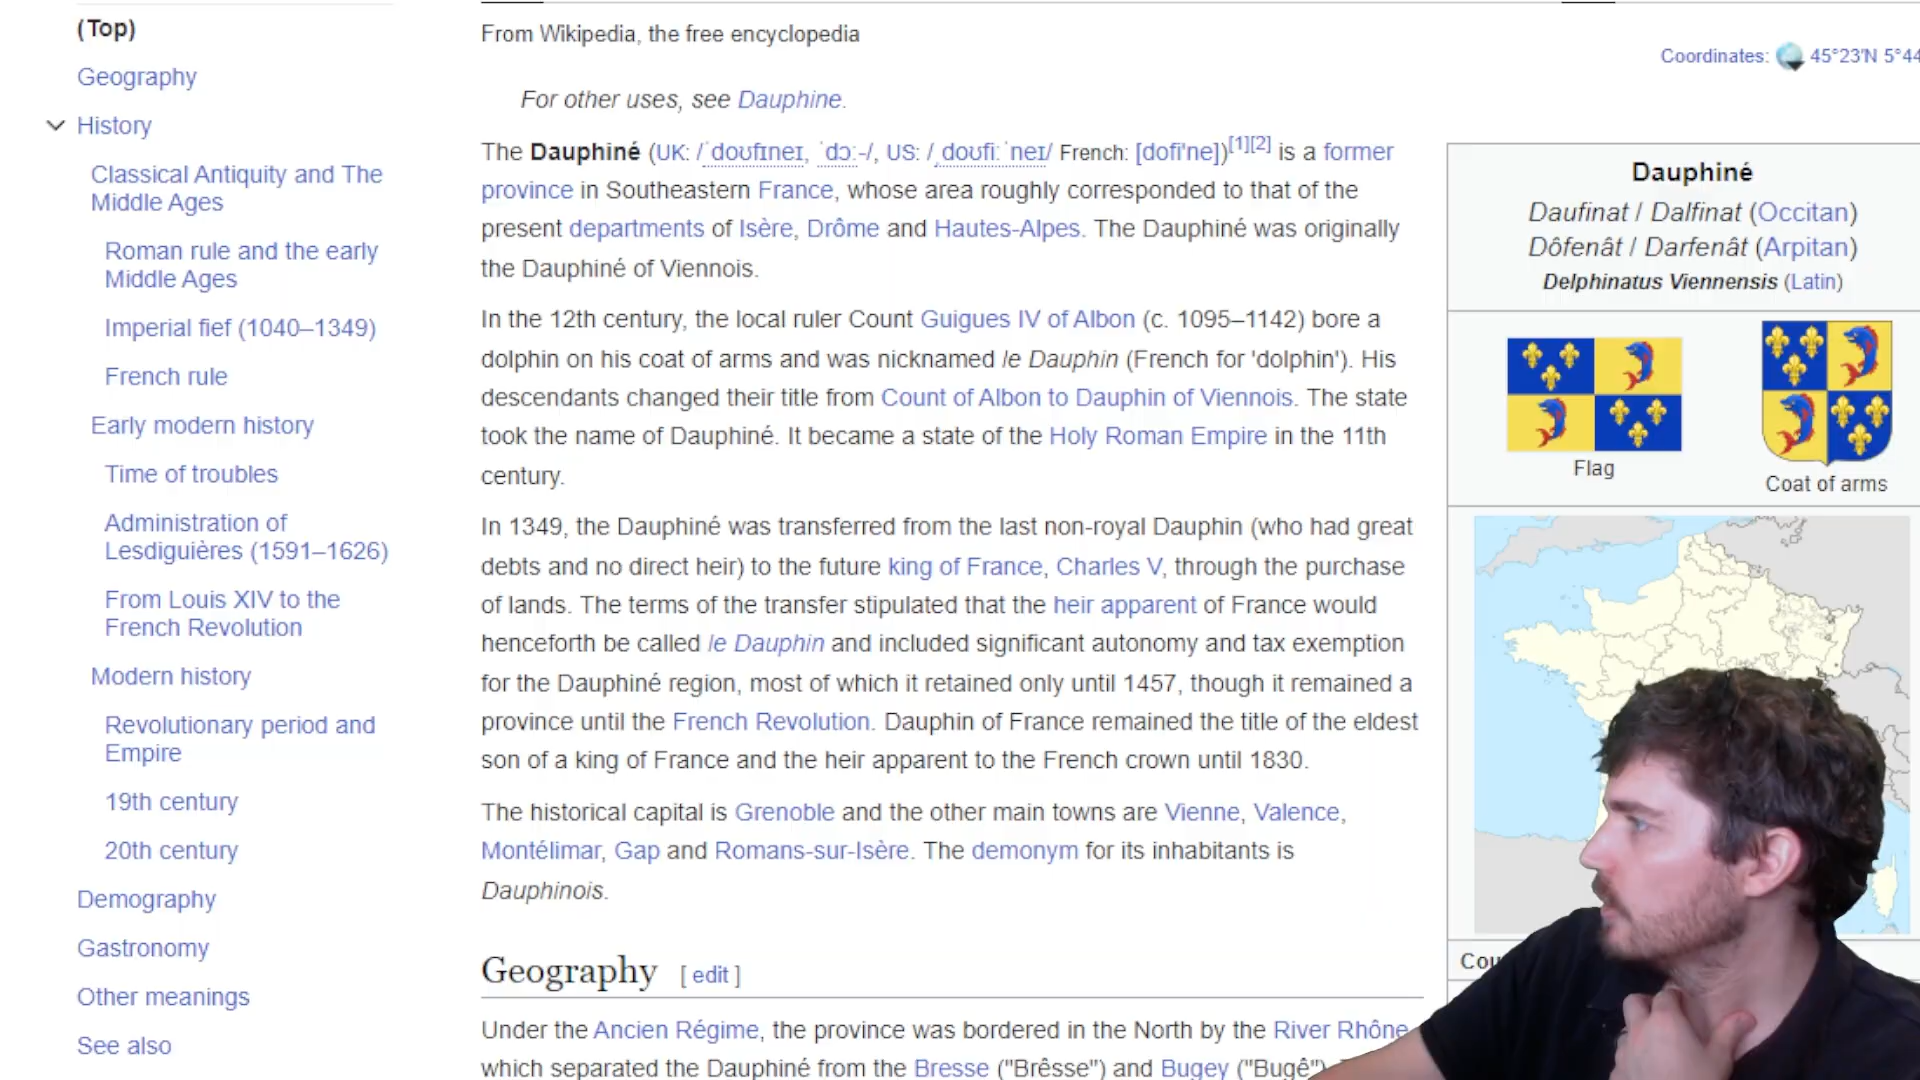 (Top)
Geography
History
Classical Antiquity and The
Middle Ages
Roman rule and the early
Middle Ages
Imperial fief (1040–1349)
French rule
Early modern history
Time of troubles
Administration of
Lesdiguières (1591–1626)
From Louis XIV to the
French Revolution
Modern history
Revolutionary period and
Empire
19th century
20th century
Demography
Gastronomy
Other meanings
See also
From Wikipedia, the free encyclopedia
Coordinates: 45°23′N 5°44
For other uses, see Dauphine.
The Dauphiné (UK: /ˈdoʊfɪneɪ, ˈdɔː-/, US: /ˌdoʊfiːˈneɪ/ French: [dofi'ne])[1][2] is a former
province in Southeastern France, whose area roughly corresponded to that of the
present departments of Isère, Drôme and Hautes-Alpes. The Dauphiné was originally
the Dauphiné of Viennois.
In the 12th century, the local ruler Count Guigues IV of Albon (c. 1095–1142) bore a
dolphin on his coat of arms and was nicknamed le Dauphin (French for 'dolphin'). His
descendants changed their title from Count of Albon to Dauphin of Viennois. The state
took the name of Dauphiné. It became a state of the Holy Roman Empire in the 11th
century.
In 1349, the Dauphiné was transferred from the last non-royal Dauphin (who had great
debts and no direct heir) to the future king of France, Charles V, through the purchase
of lands. The terms of the transfer stipulated that the heir apparent of France would
henceforth be called le Dauphin and included significant autonomy and tax exemption
for the Dauphiné region, most of which it retained only until 1457, though it remained a
province until the French Revolution. Dauphin of France remained the title of the eldest
son of a king of France and the heir apparent to the French crown until 1830.
The historical capital is Grenoble and the other main towns are Vienne, Valence,
Montélimar, Gap and Romans-sur-Isère. The demonym for its inhabitants is
Dauphinois.
Geography [ edit ]
Under the Ancien Régime, the province was bordered in the North by the River Rhône
which separated the Dauphiné from the Bresse ("Brêsse") and Bugey ("Bugê").
Dauphiné
Daufinat / Dalfinat (Occitan)
Dôfenât / Darfenât (Arpitan)
Delphinatus Viennensis (Latin)
Flag
Coat of arms
Cou